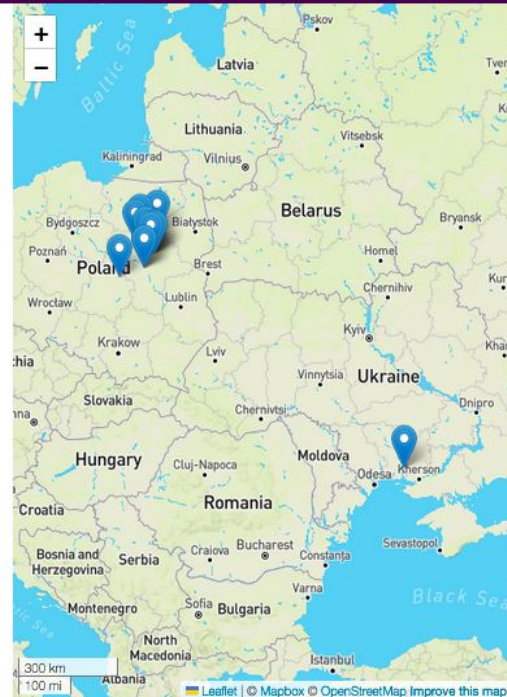 +
−
Pskov
Baltic Sea
Latvia
Tver
Lithuania
Vitsebsk
Kaliningrad
Vilnius
Belarus
Bydgoszcz
Bialystok
Bryansk
Poznań
Poland
Brest
Homel
Chernihiv
Wrocław
Lublin
Krakow
Lviv
Kyiv
Vinnytsia
Ukraine
Slovakia
Chernivtsi
Dnipro
Hungary
Cluj-Napoca
Moldova
Odesa
Kherson
Croatia
Romania
Bosnia and
Herzegovina
Serbia
Craiova
Bucharest
Constanța
Sevastopol
Montenegro
Sofia
Bulgaria
Varna
Black Sea
North
Macedonia
Albania
Istanbul
300 km
100 mi
Leaflet | © Mapbox © OpenStreetMap Improve this map